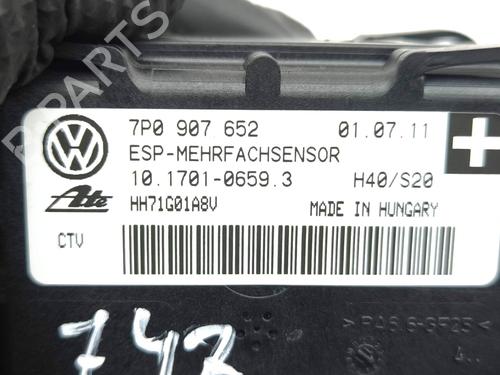 7P0 907 652 01.07.11
ESP-MEHRFACHSENSOR
10.1701-0659.3 H40/S20
Ate HH71G01A8V MADE IN HUNGARY
CTV
742